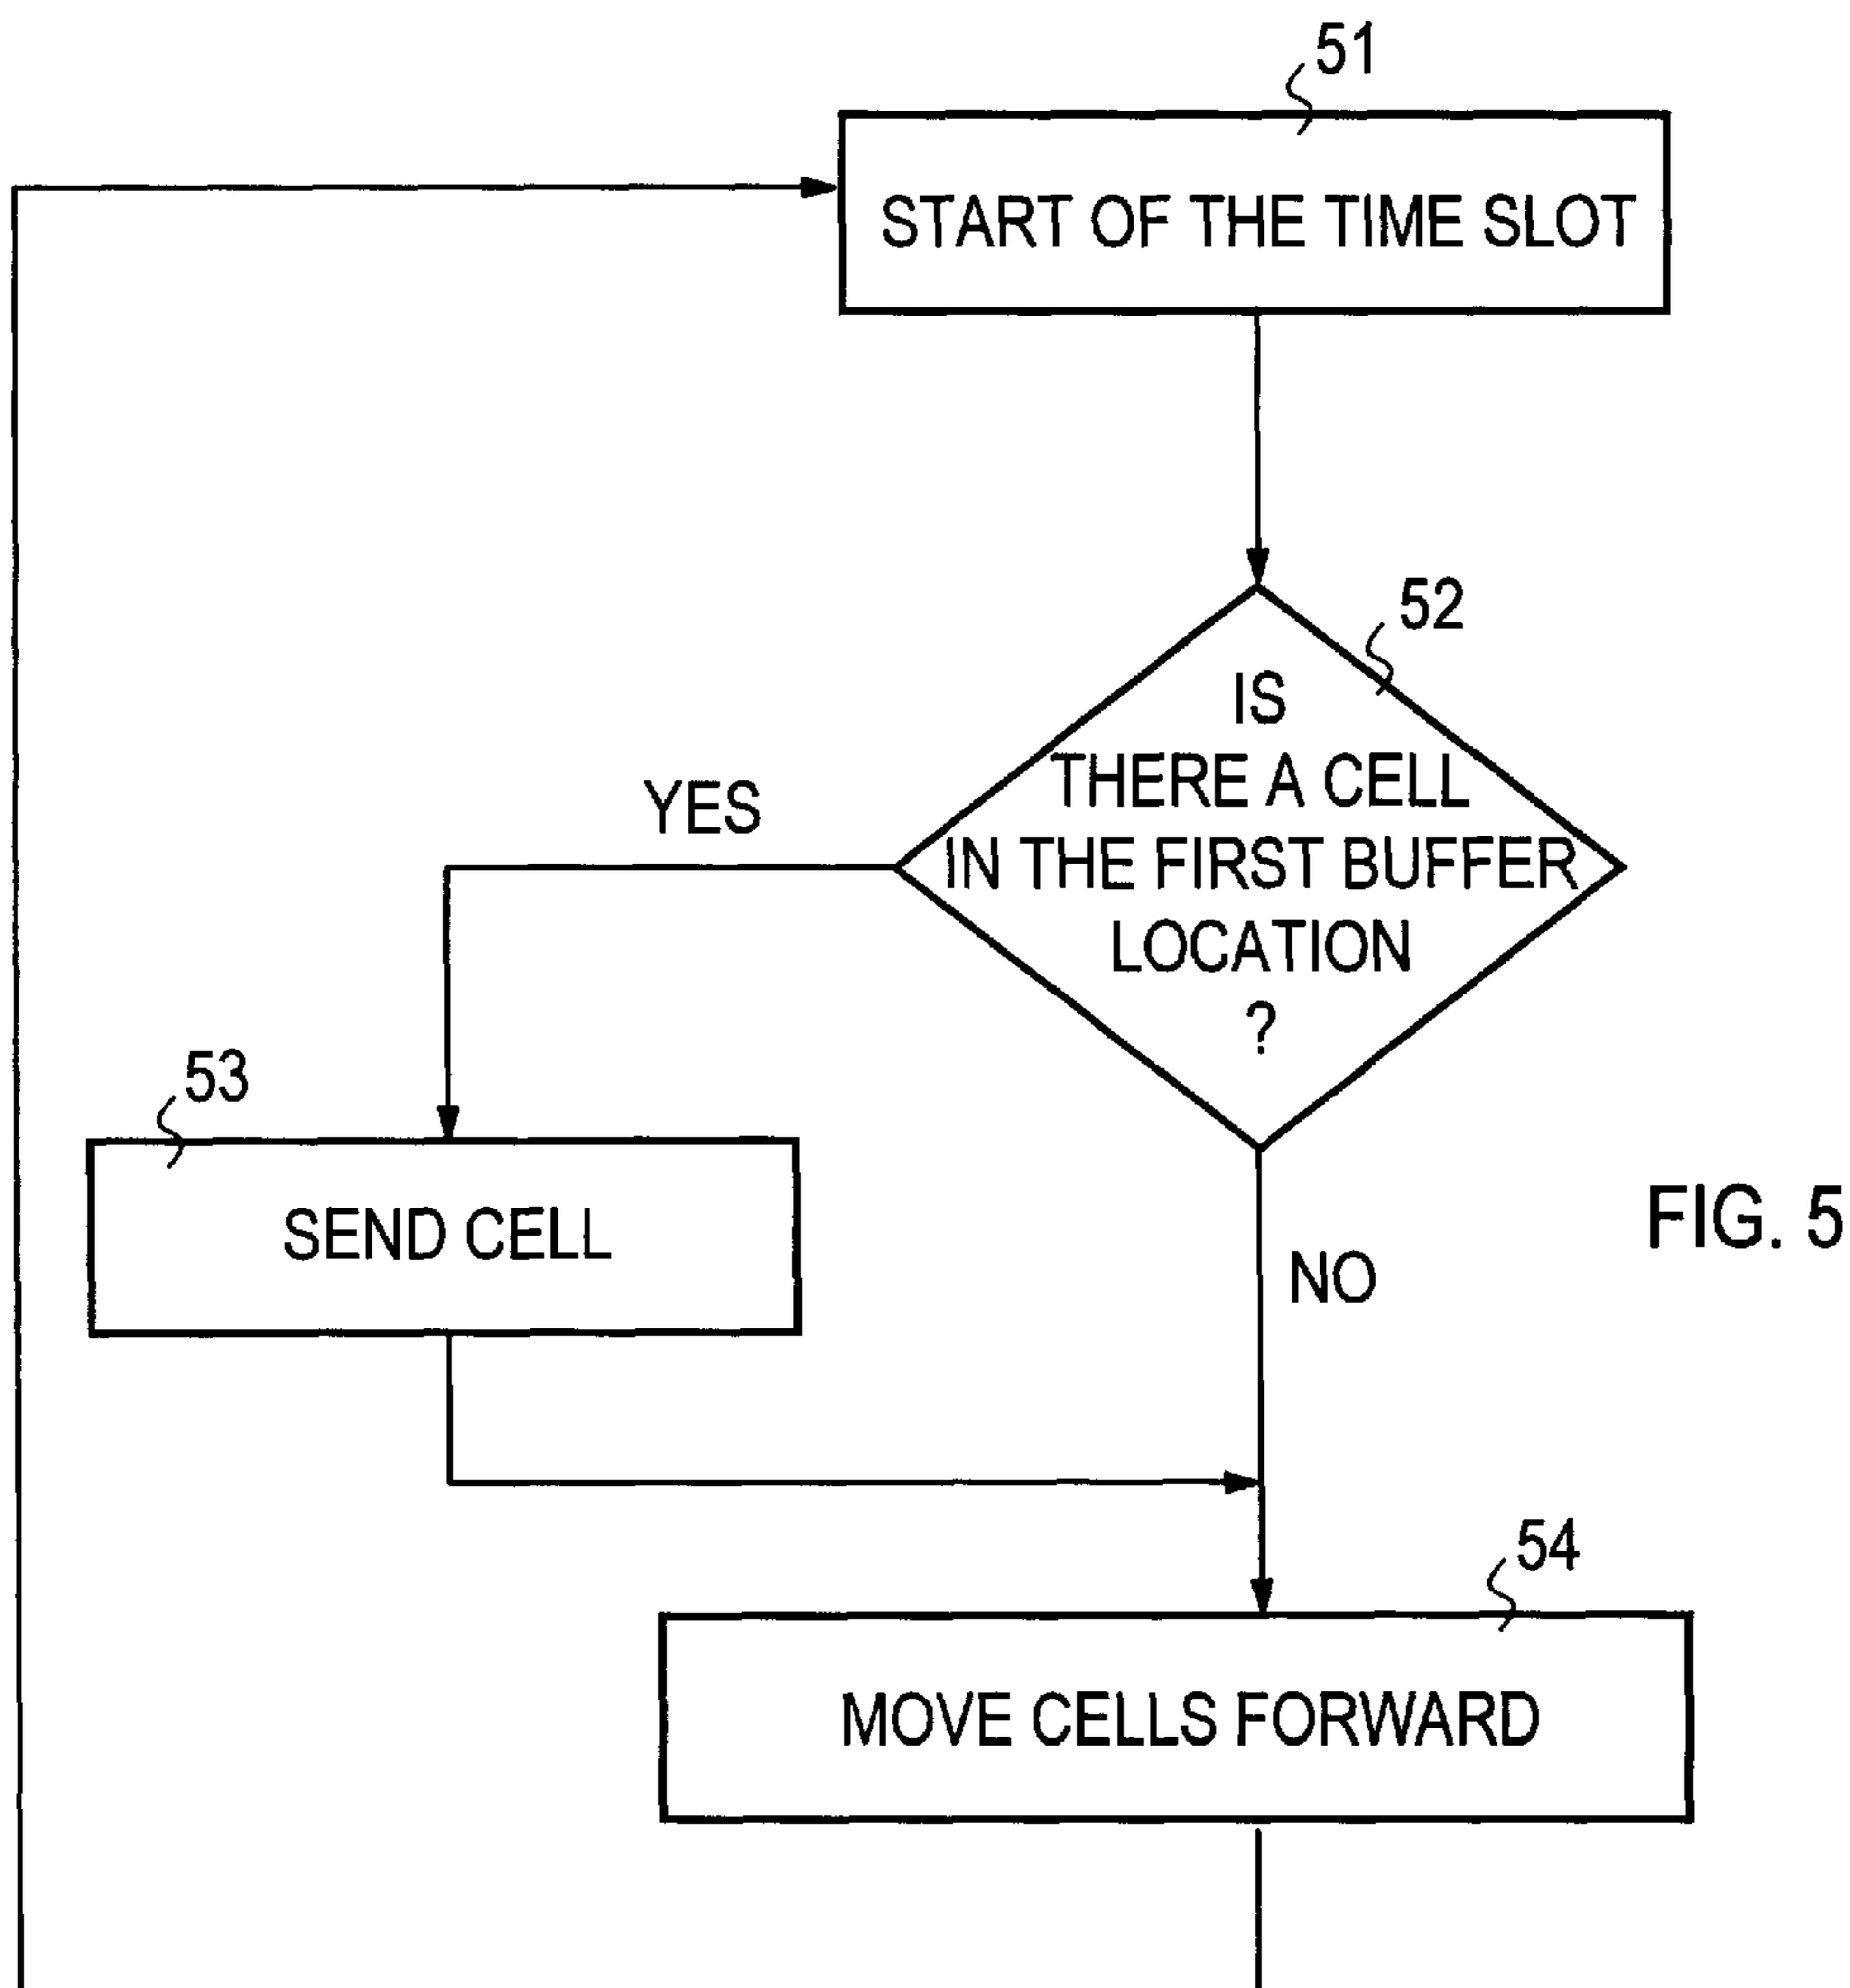 51
START OF THE TIME SLOT
52
IS
THERE A CELL
IN THE FIRST BUFFER
LOCATION
?
YES
53
SEND CELL
NO
FIG. 5
54
MOVE CELLS FORWARD